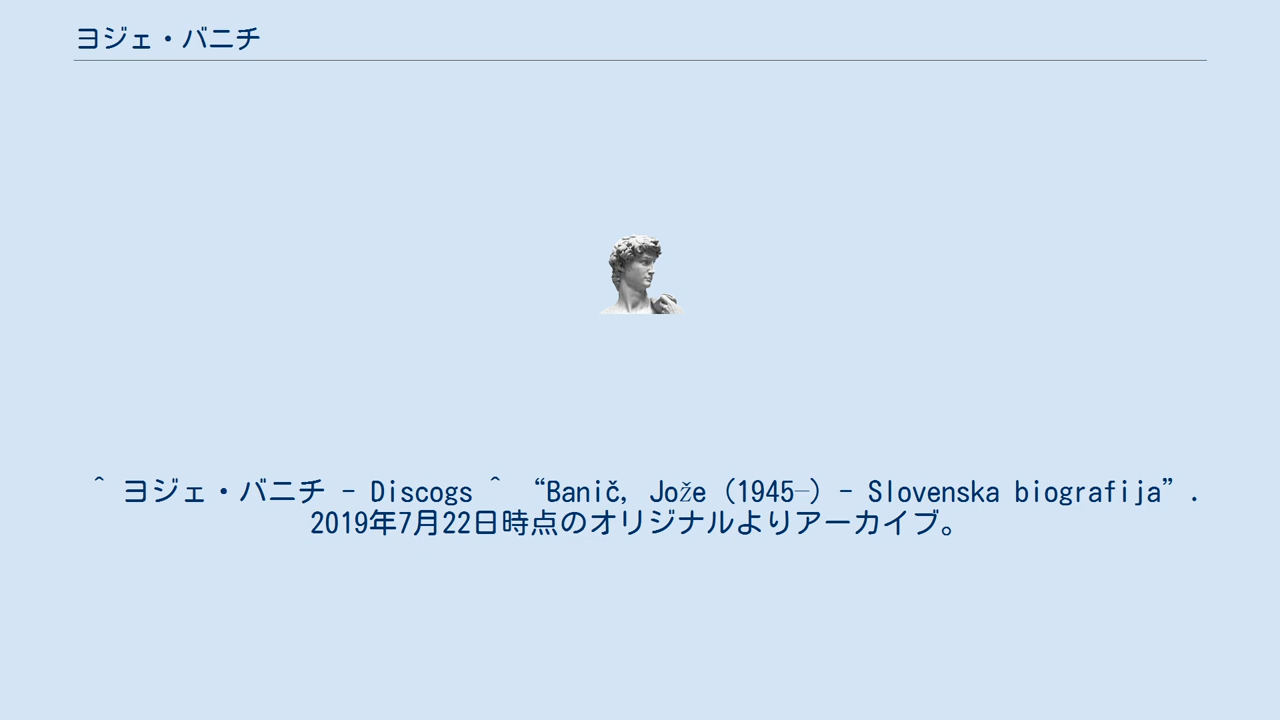 ヨジェ・バニチ
^ ヨジェ・バニチ - Discogs ^ “Banič, Jože (1945–) - Slovenska biografija”.
2019年7月22日時点のオリジナルよりアーカイブ。